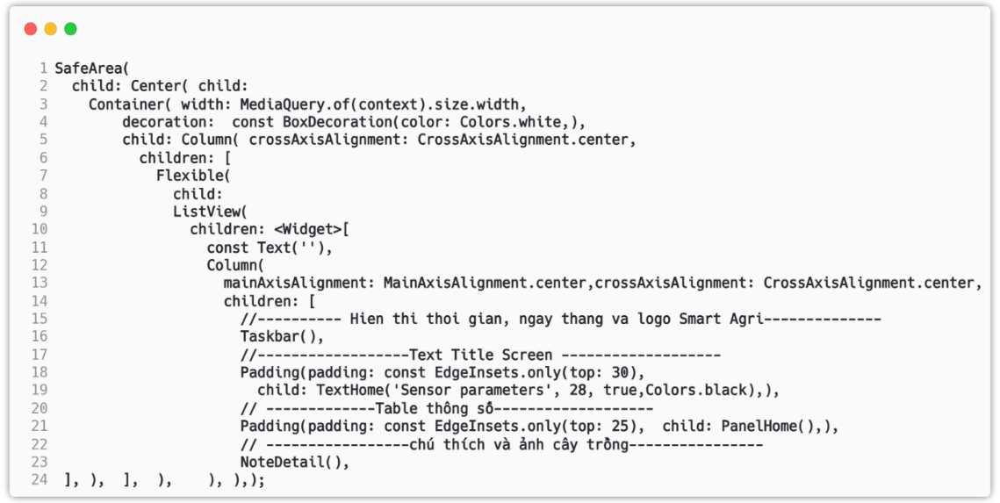 1 SafeArea(
2 child: Center( child:
3 Container( width: MediaQuery.of(context).size.width,
4 decoration:  const BoxDecoration(color: Colors.white,),
5 child: Column( crossAxisAlignment: CrossAxisAlignment.center,
6 children: [
7 Flexible(
8 child:
9 ListView(
10 children: <Widget>[
11 const Text(''),
12 Column(
13 mainAxisAlignment: MainAxisAlignment.center,crossAxisAlignment: CrossAxisAlignment.center,
14 children: [
15 //---------- Hien thi thoi gian, ngay thang va logo Smart Agri--------------
16 Taskbar(),
17 //------------------Text Title Screen -------------------
18 Padding(padding: const EdgeInsets.only(top: 30),
19 child: TextHome('Sensor parameters', 28, true,Colors.black),),
20 // -------------Table thông số-------------------
21 Padding(padding: const EdgeInsets.only(top: 25),  child: PanelHome(),),
22 // -----------------chú thích và ảnh cây trồng----------------
23 NoteDetail(),
24 ], ),  ],  ),    ), ),);